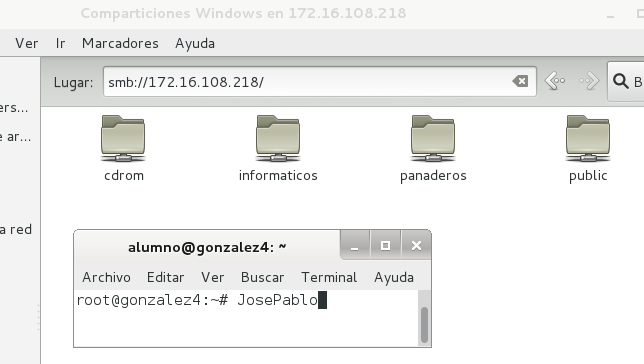 Comparticiones Windows en 172.16.108.218
Ver Ir Marcadores Ayuda
Lugar: smb://172.16.108.218/ B
ers...
e ar...
cdrom informaticos panaderos public
a red
alumno@gonzalez4: ~
Archivo Editar Ver Buscar Terminal Ayuda
root@gonzalez4:~# JosePablo